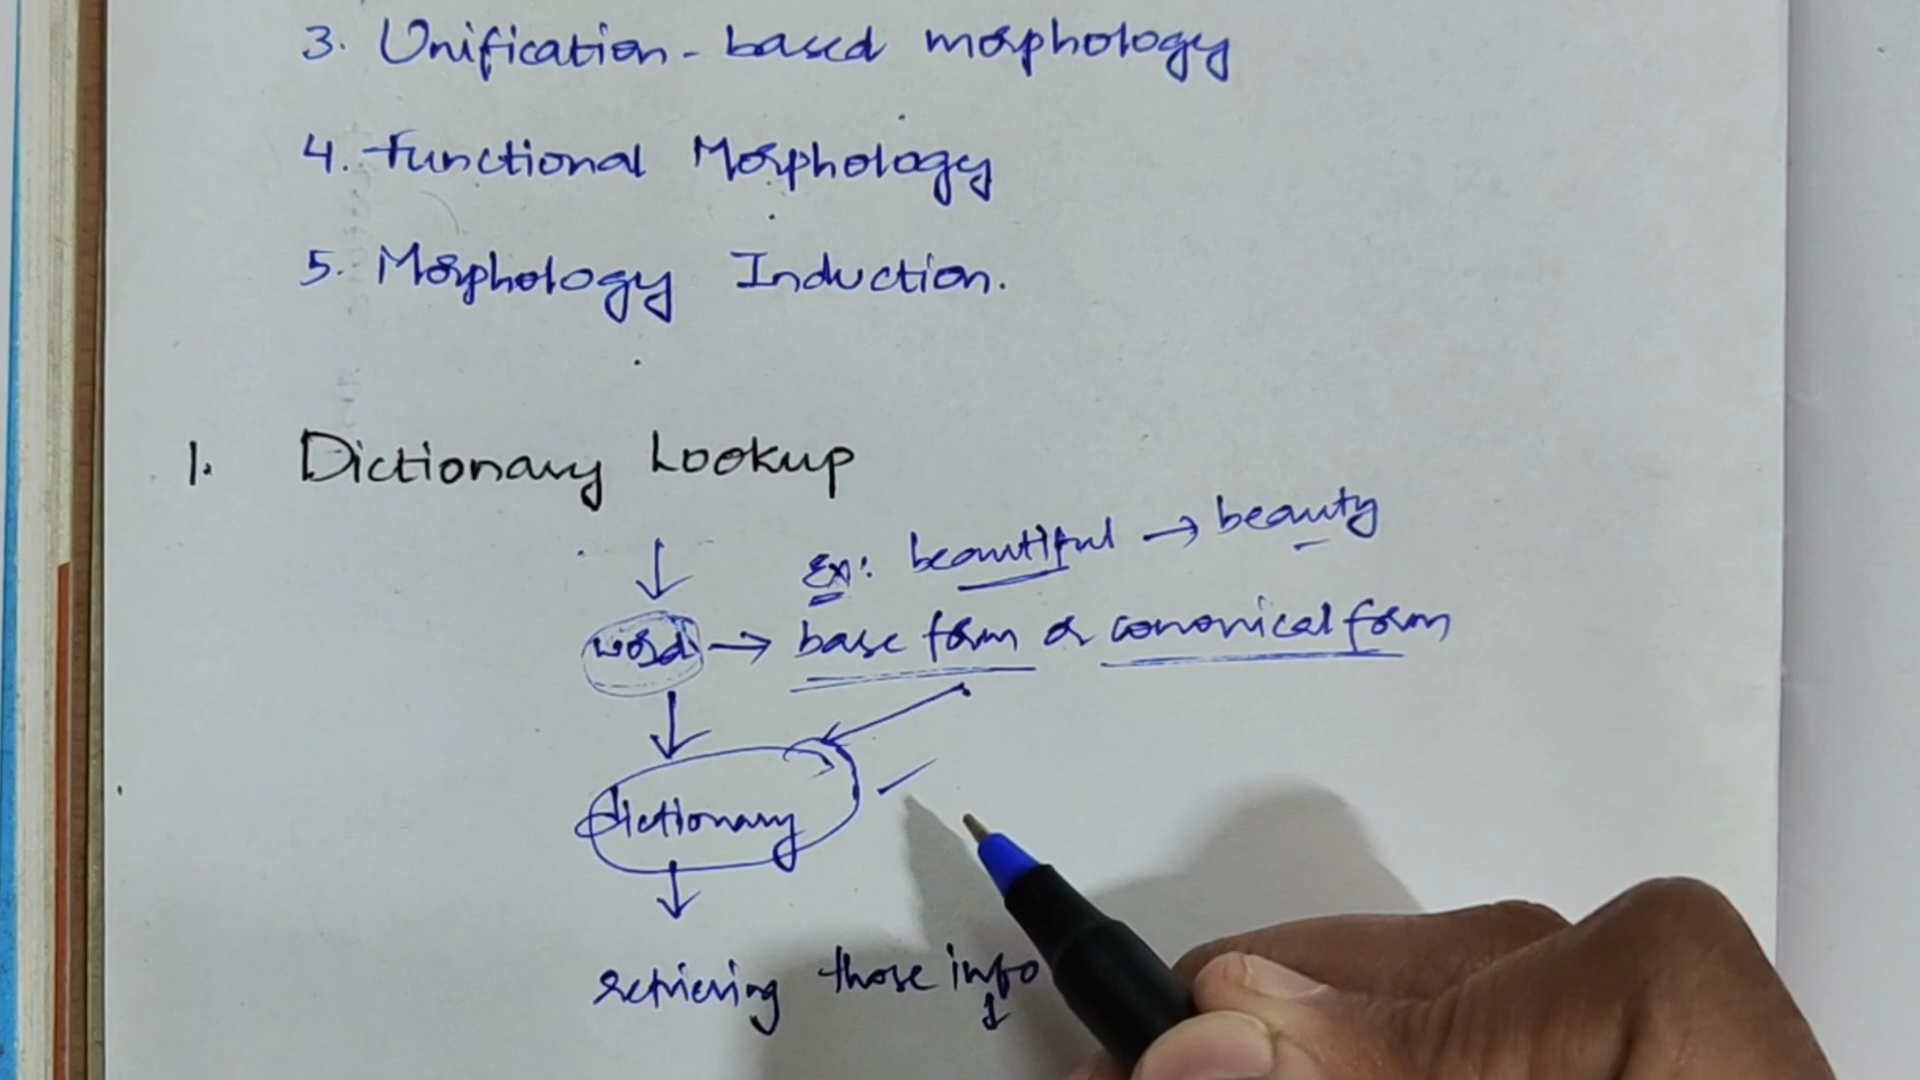 3. Unification-based morphology
4. Functional Morphology
5. Morphology Induction.
1. Dictionary Lookup
Ex: beautiful → beauty
word → base form or cononical form
dictionary
retrieving those info